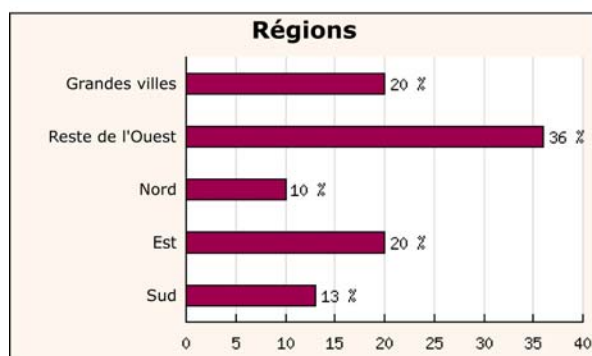 Régions
Grandes villes 20 %
Reste de l'Ouest 36 %
Nord 10 %
Est 20 %
Sud 13 %
0 5 10 15 20 25 30 35 40